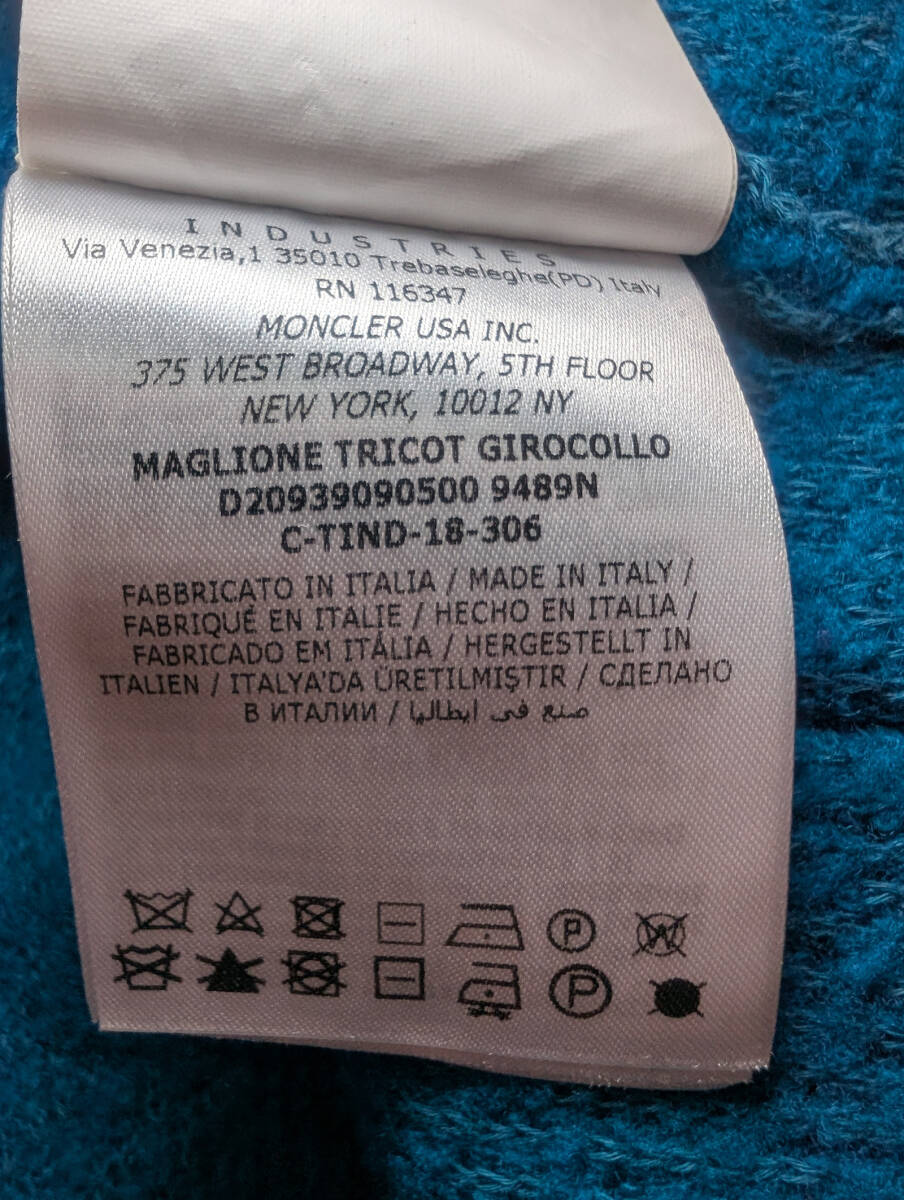 INDUSTRIES
Via Venezia,1 35010 Trebaseleghe(PD) Italy
RN 116347
MONCLER USA INC.
375 WEST BROADWAY, 5TH FLOOR
NEW YORK, 10012 NY
MAGLIONE TRICOT GIROCOLLO
D20939090500 9489N
C-TIND-18-306
FABBRICATO IN ITALIA / MADE IN ITALY /
FABRIQUÉ EN ITALIE / HECHO EN ITALIA /
FABRICADO EM ITÁLIA / HERGESTELLT IN
ITALIEN / ITALYA'DA ÜRETILMIŞTIR / СДЕЛАНО
В ИТАЛИИ / صنع في ايطاليا
P W
P